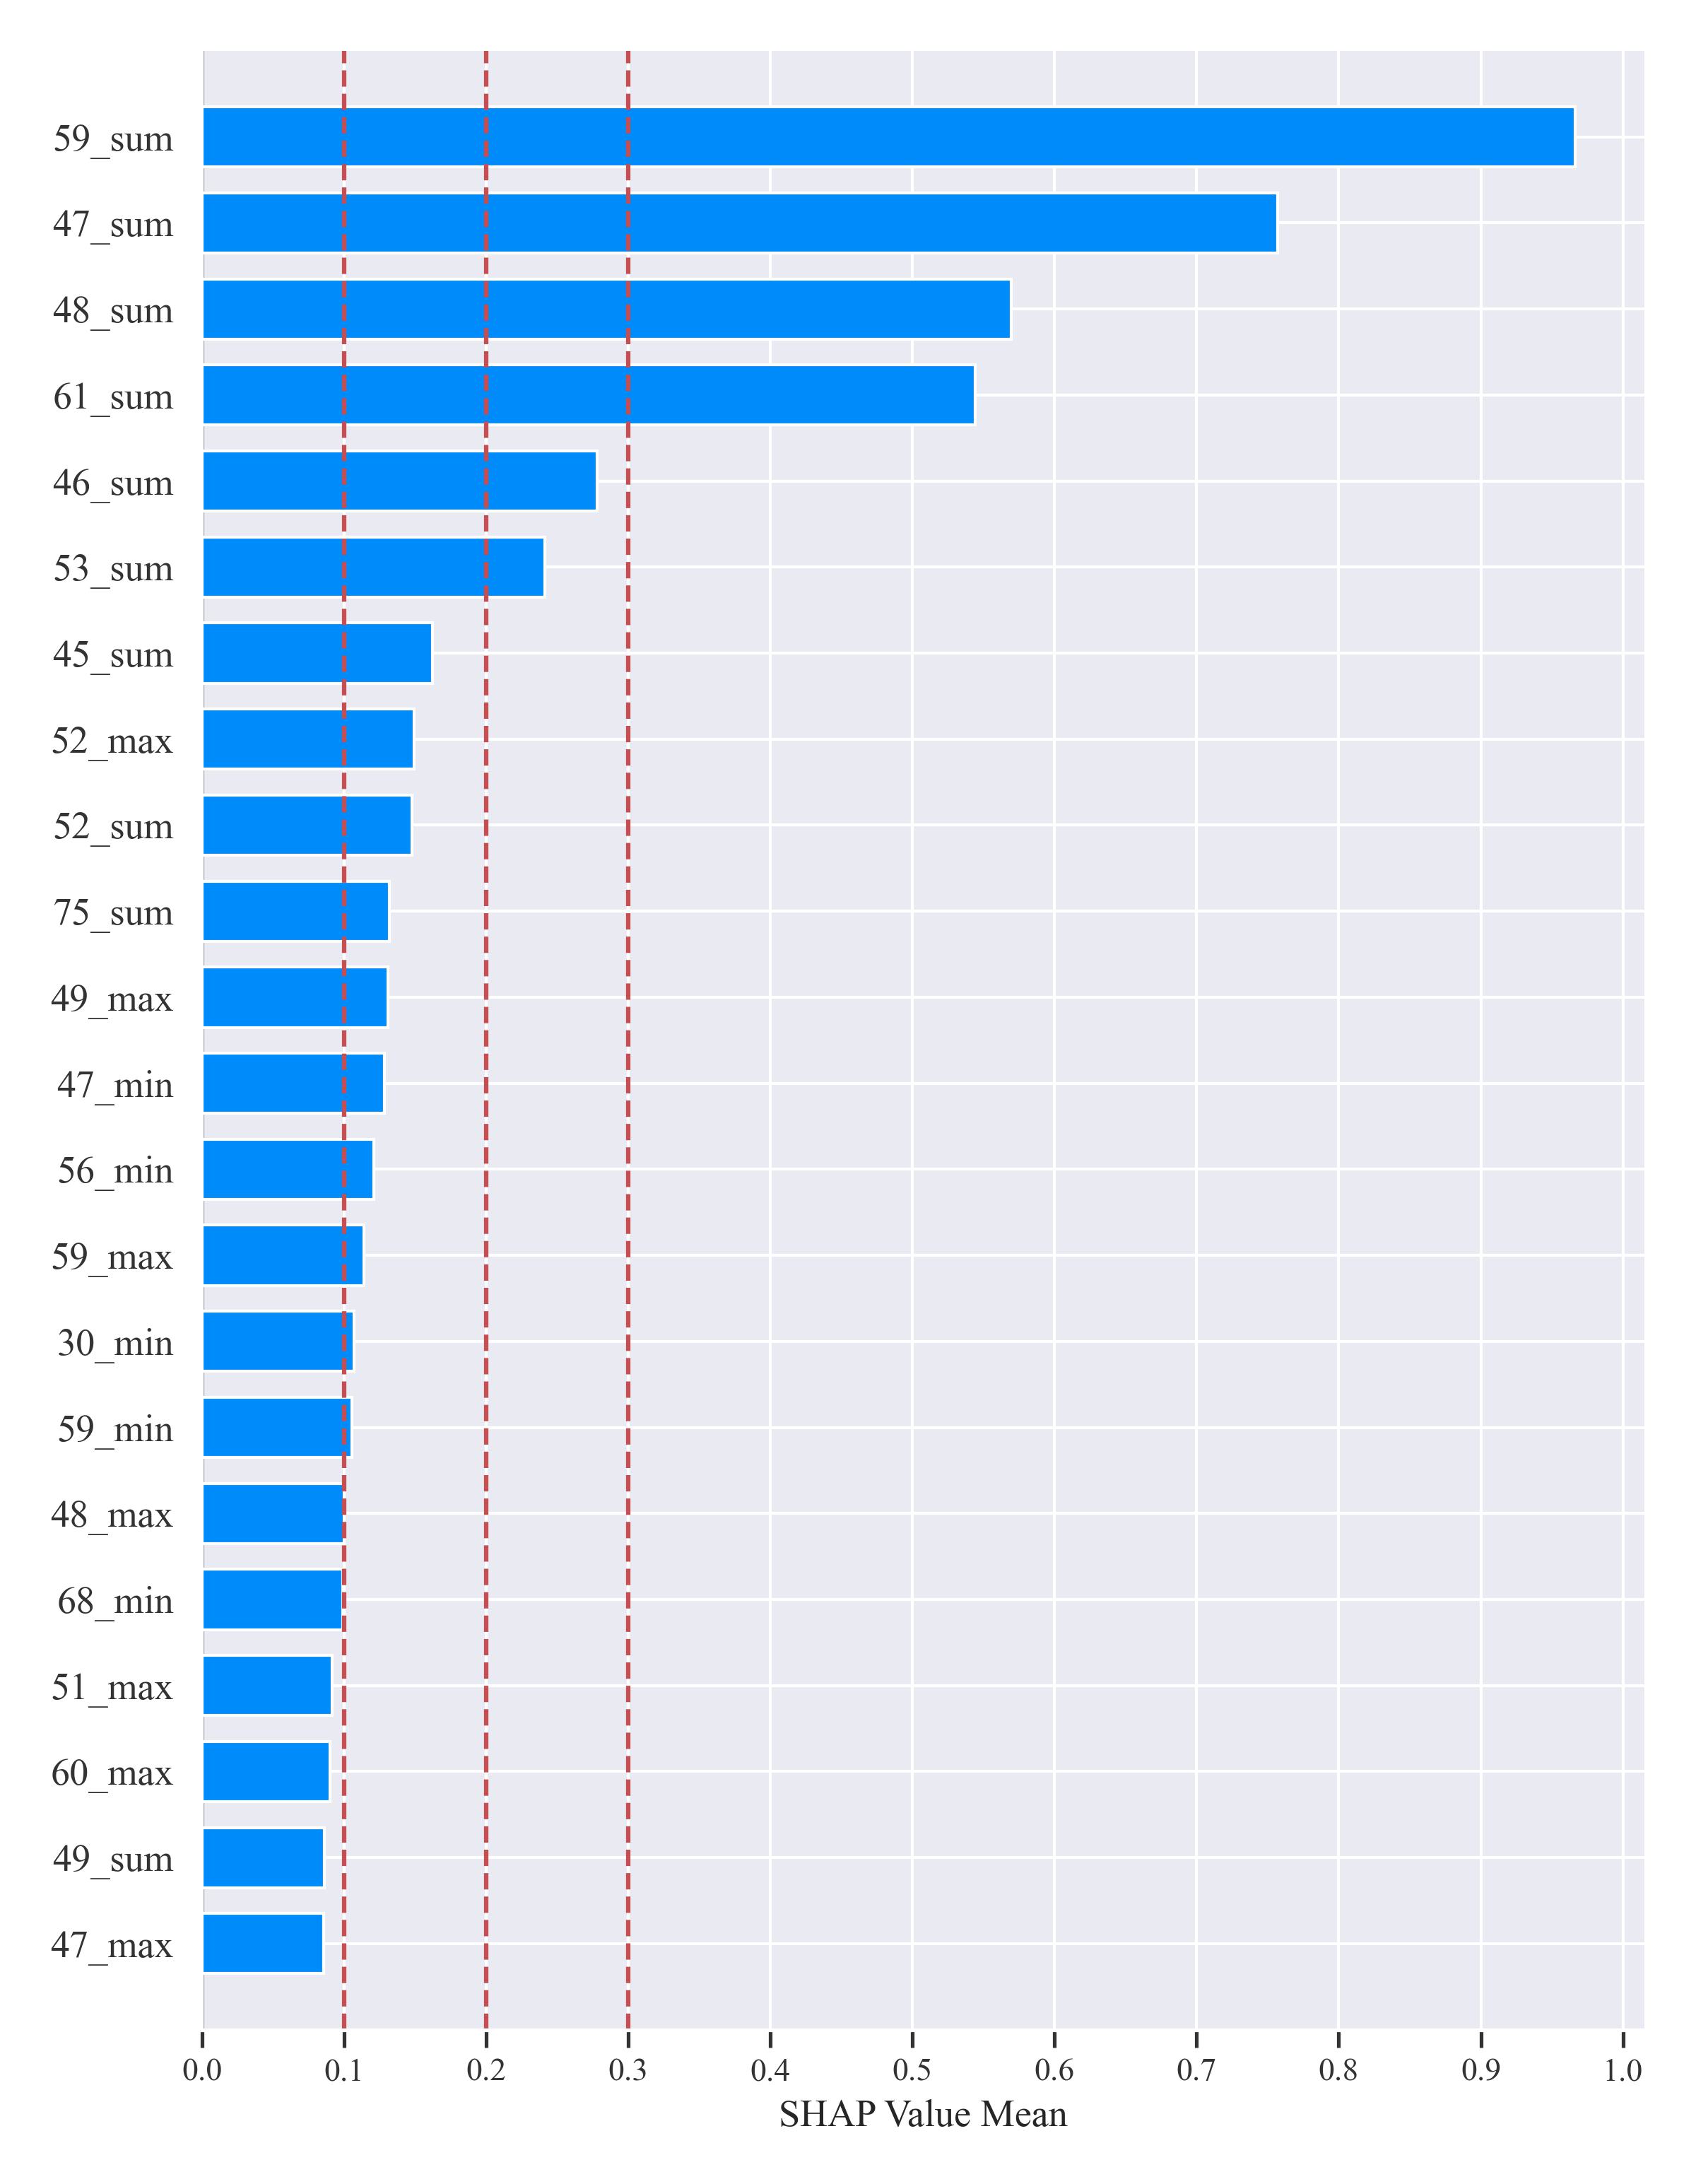 59_sum
47_sum
48_sum
61_sum
46_sum
53_sum
45_sum
52_max
52_sum
75_sum
49_max
47_min
56_min
59_max
30_min
59_min
48_max
68_min
51_max
60_max
49_sum
47_max
0.0 0.1 0.2 0.3 0.4 0.5 0.6 0.7 0.8 0.9 1.0
SHAP Value Mean